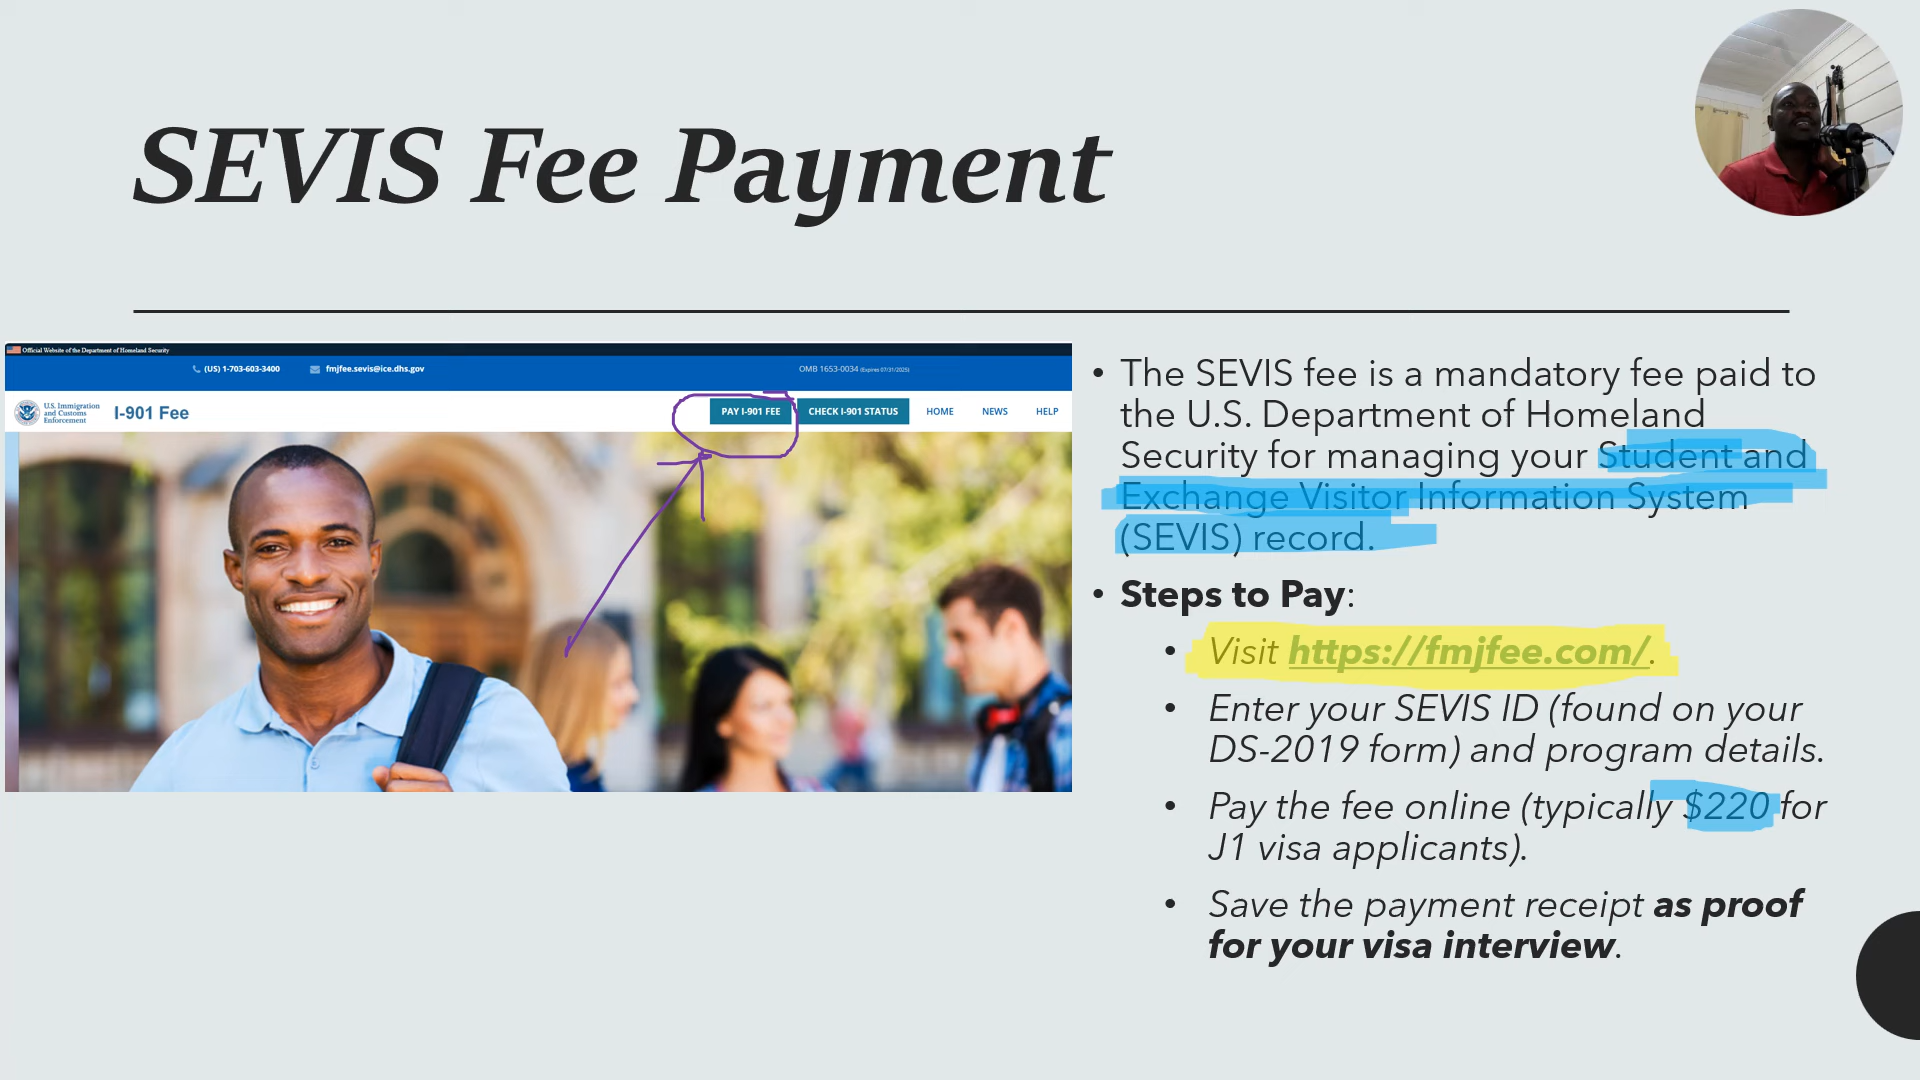 SEVIS Fee Payment
Official Website of the Department of Homeland Security
(US) 1-703-603-3400
fmjfee.sevis@ice.dhs.gov
OMB 1653-0034 (Expires 07/31/2025)
U.S. Immigration
and Customs
Enforcement
I-901 Fee
PAY I-901 FEE
CHECK I-901 STATUS
HOME
NEWS
HELP
• The SEVIS fee is a mandatory fee paid to
the U.S. Department of Homeland
Security for managing your Student and
Exchange Visitor Information System
(SEVIS) record.
• Steps to Pay:
• Visit https://fmjfee.com/.
• Enter your SEVIS ID (found on your
DS-2019 form) and program details.
• Pay the fee online (typically $220 for
J1 visa applicants).
• Save the payment receipt as proof
for your visa interview.